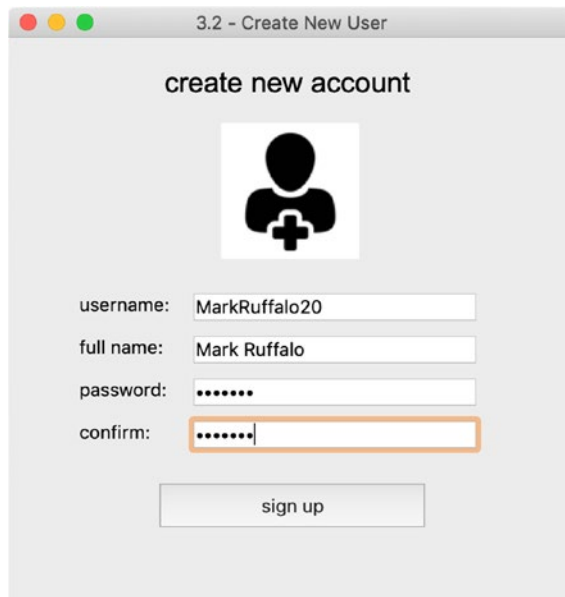 3.2 - Create New User
create new account
username: MarkRuffalo20
full name: Mark Ruffalo
password: •••••••
confirm: •••••••
sign up